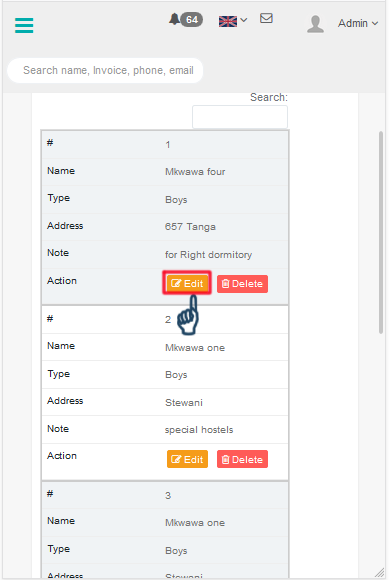 64
Admin
Search name, Invoice, phone, email
Search:
# 1
Name Mkwawa four
Type Boys
Address 657 Tanga
Note for Right dormitory
Action Edit Delete
# 2
Name Mkwawa one
Type Boys
Address Stewani
Note special hostels
Action Edit Delete
# 3
Name Mkwawa one
Type Boys
Address Stewani